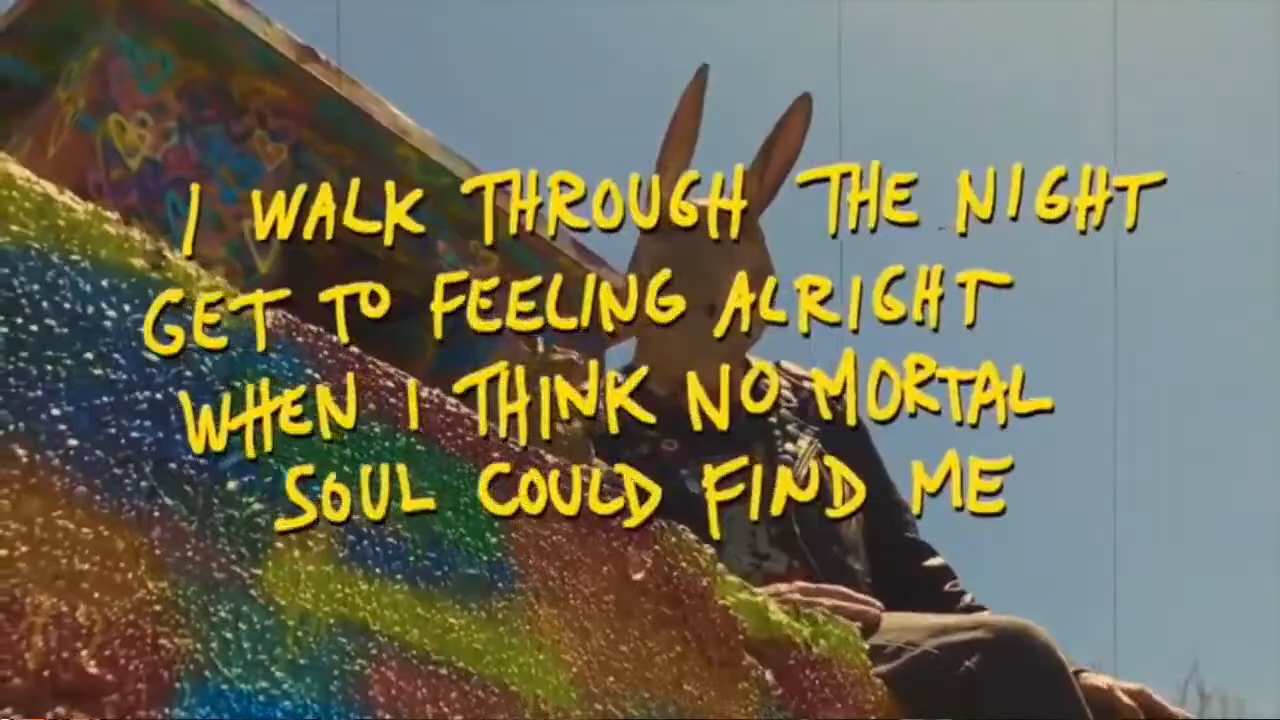 I WALK THROUGH THE NIGHT
GET TO FEELING ALRIGHT
WHEN I THINK NO MORTAL
SOUL COULD FIND ME